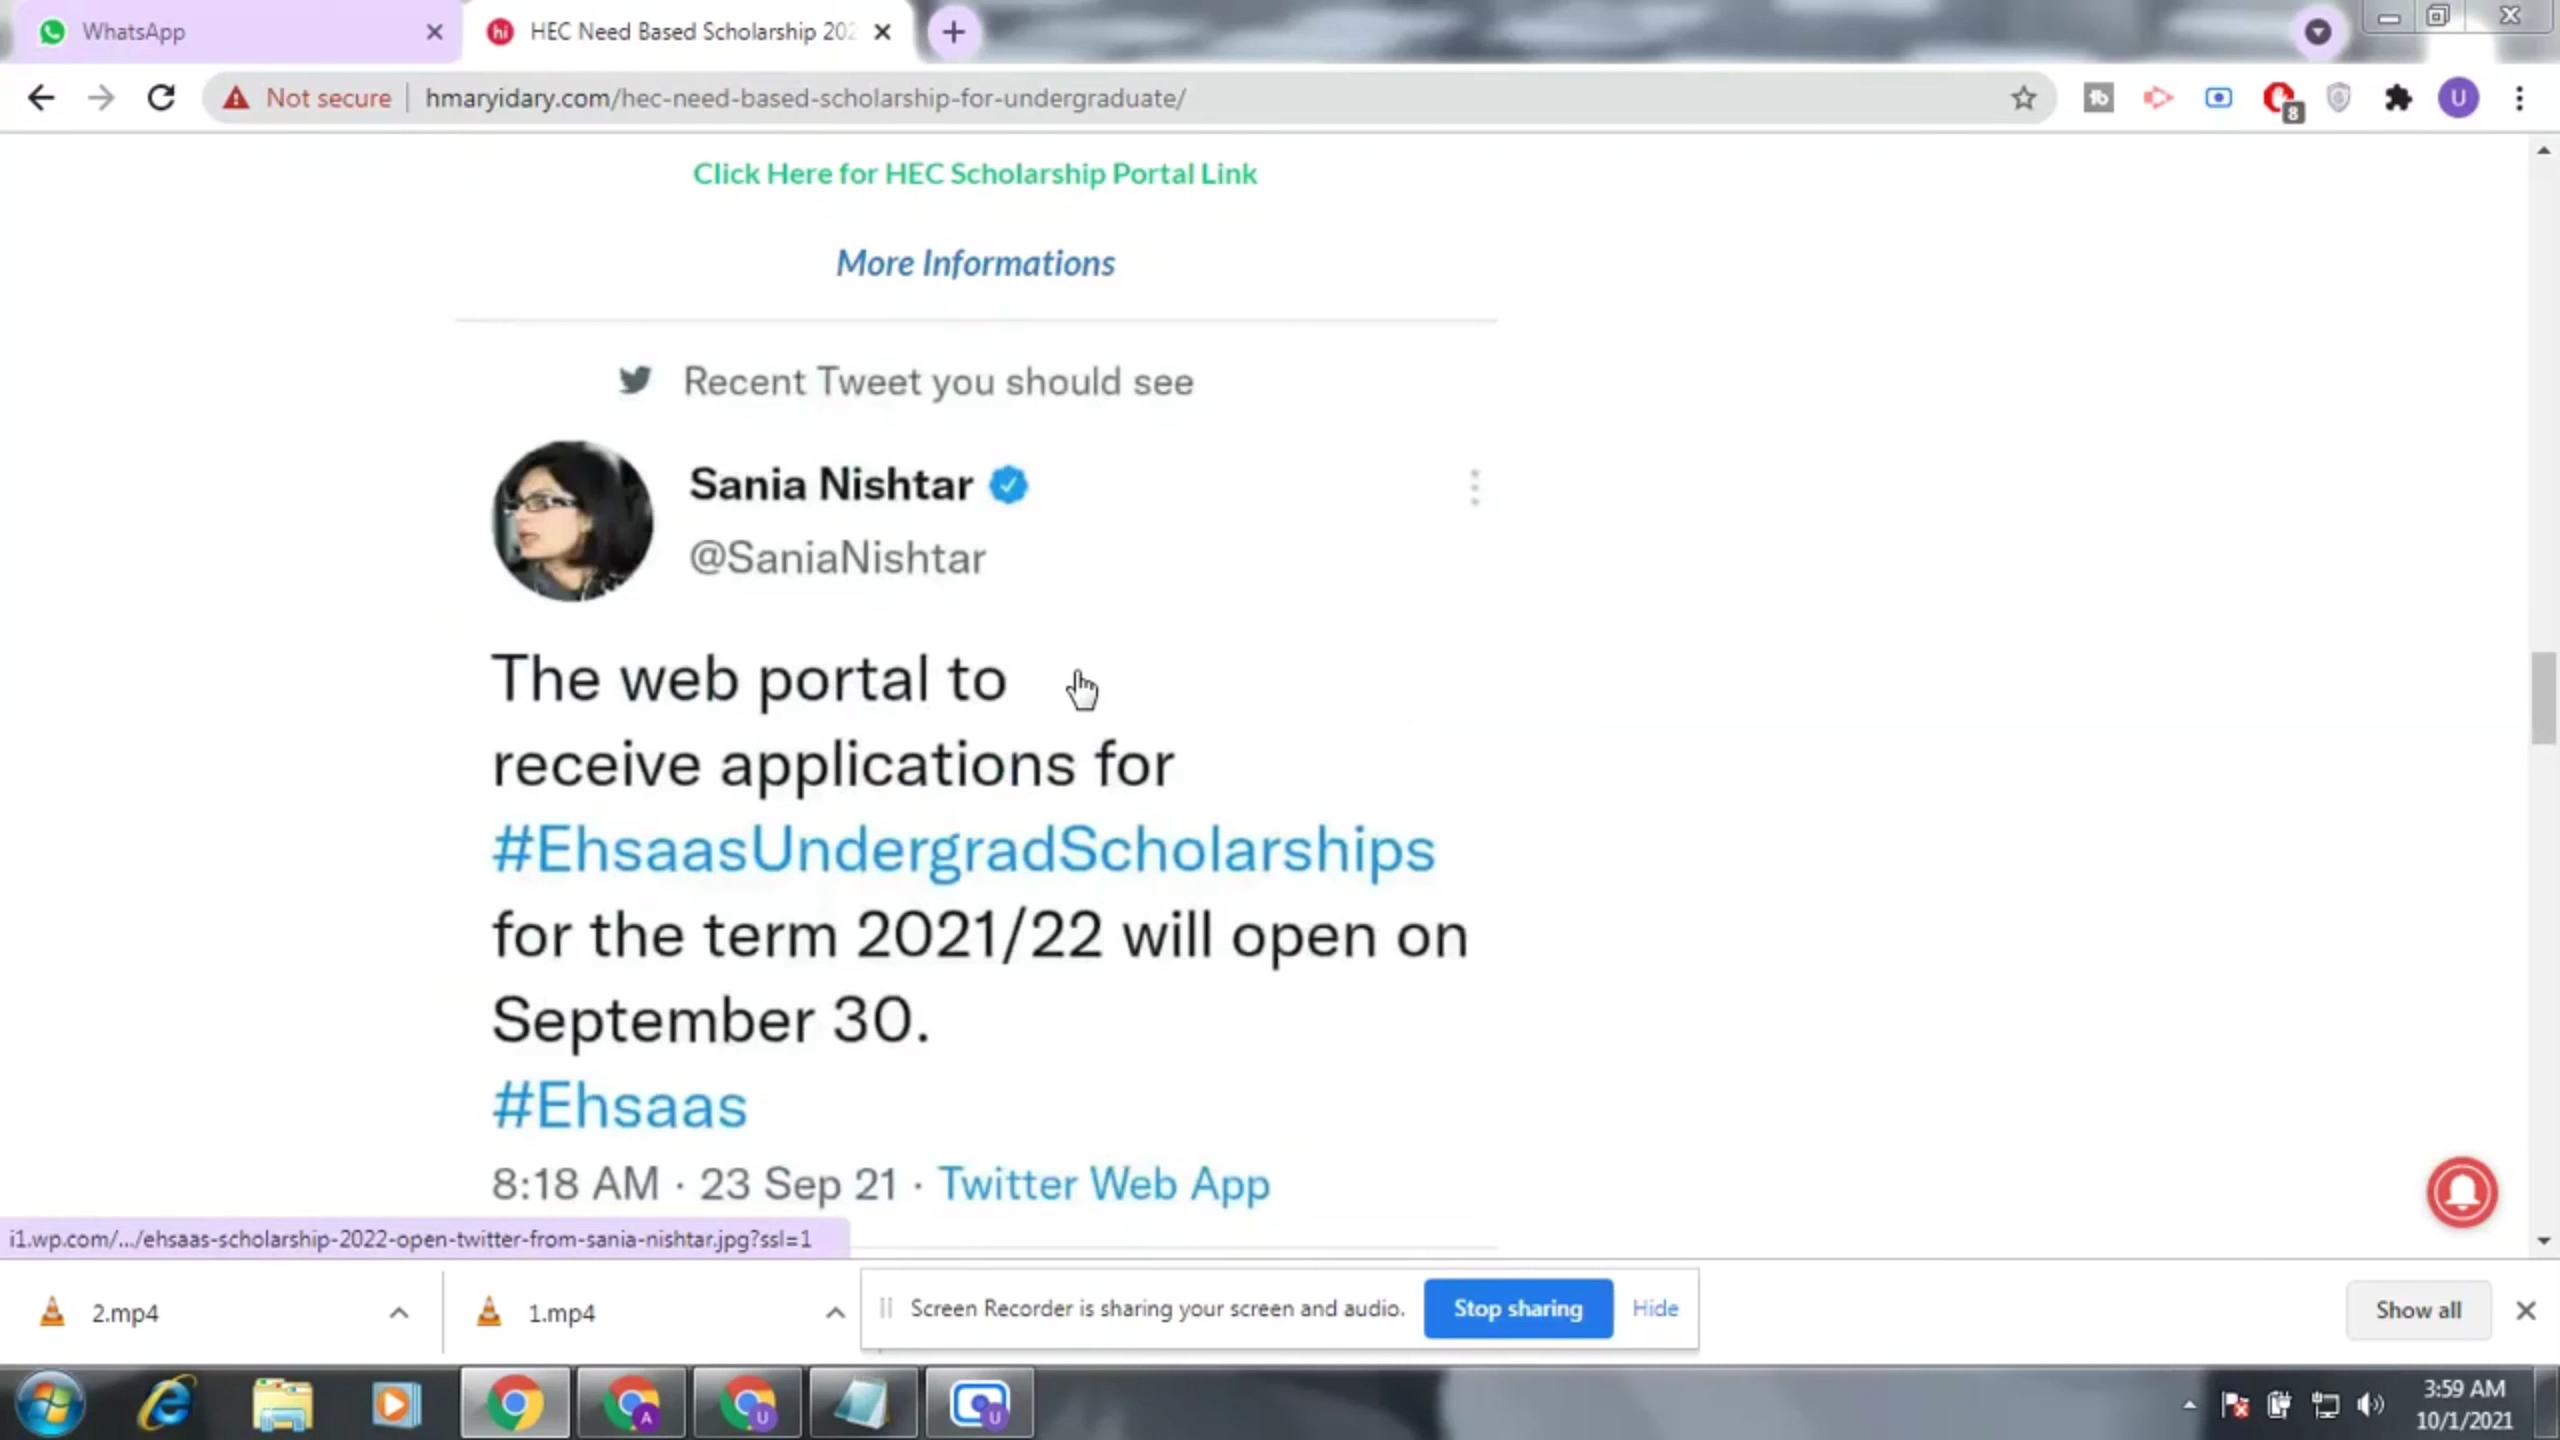 WhatsApp
HEC Need Based Scholarship 202
Not secure
hmaryidary.com/hec-need-based-scholarship-for-undergraduate/
8
U
Click Here for HEC Scholarship Portal Link
More Informations
Recent Tweet you should see
Sania Nishtar
@SaniaNishtar
The web portal to
receive applications for
#EhsaasUndergradScholarships
for the term 2021/22 will open on
September 30.
#Ehsaas
8:18 AM · 23 Sep 21 · Twitter Web App
i1.wp.com/.../ehsaas-scholarship-2022-open-twitter-from-sania-nishtar.jpg?ssl=1
2.mp4
1.mp4
Screen Recorder is sharing your screen and audio.
Stop sharing
Hide
Show all
A
U
U
3:59 AM
10/1/2021